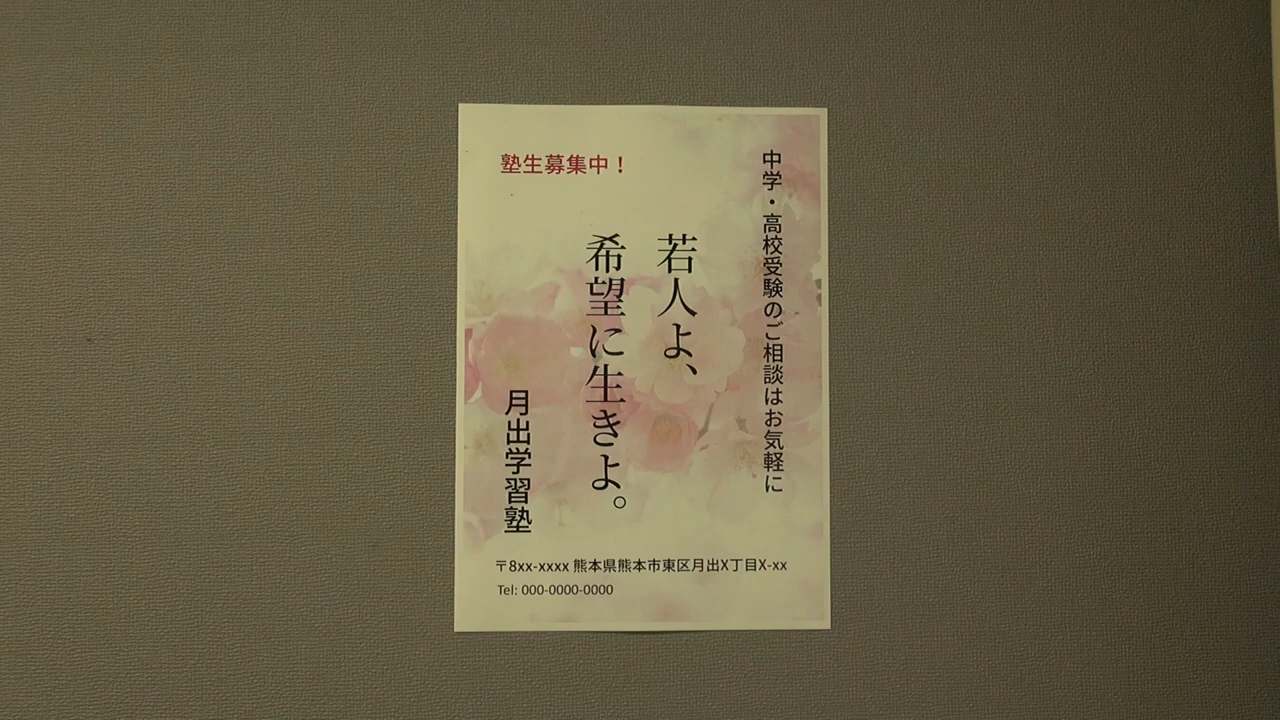 塾生募集中！
中学・高校受験のご相談はお気軽に
若人よ、
希望に生きよ。
月出学習塾
〒8xx-xxxx 熊本県熊本市東区月出X丁目X-xx
Tel: 000-0000-0000